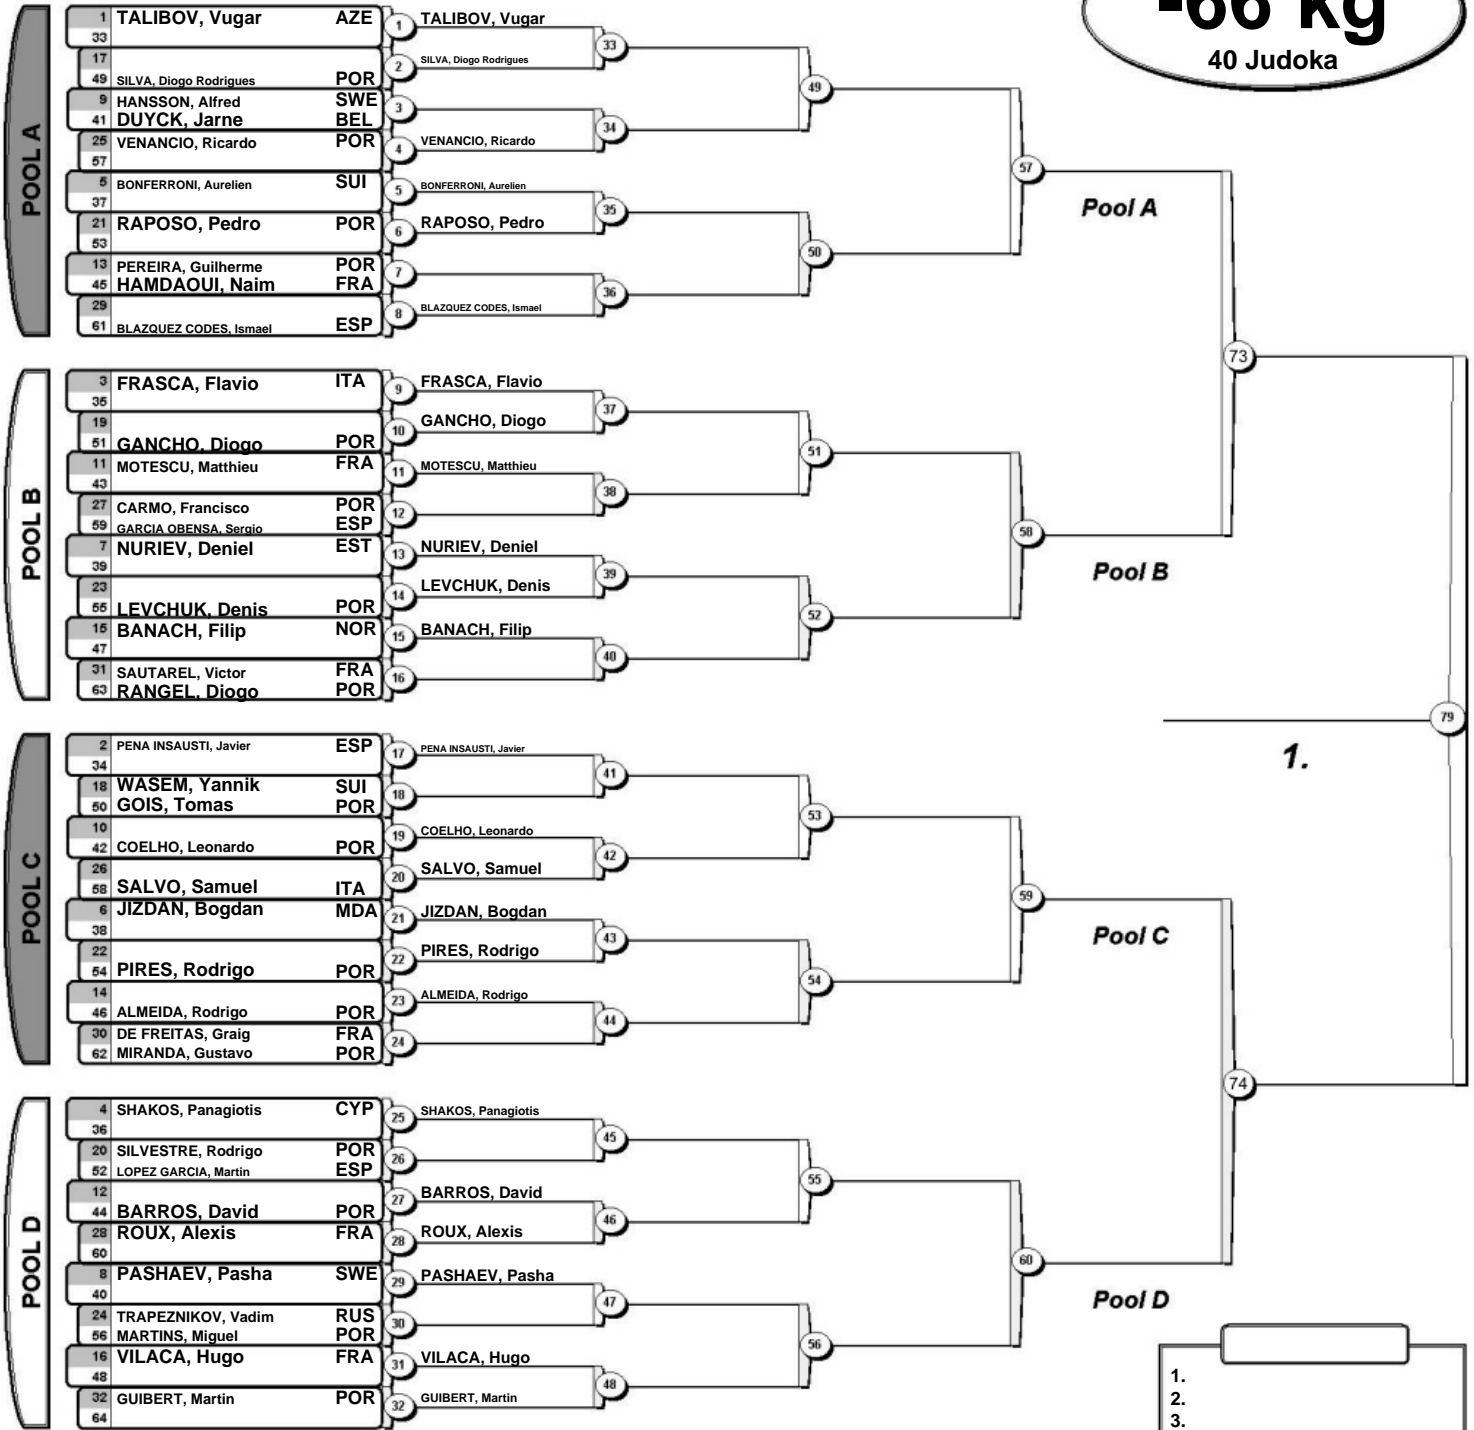 -66 kg
40 Judoka
POOL A
1 TALIBOV, Vugar AZE 1 TALIBOV, Vugar
33
33
17
2 SILVA, Diogo Rodrigues
49 SILVA, Diogo Rodrigues POR
49
9 HANSSON, Alfred SWE
3
41 DUYCK, Jarne BEL
34
25 VENANCIO, Ricardo POR 4 VENANCIO, Ricardo
57
57
5 BONFERRONI, Aurelien SUI 5 BONFERRONI, Aurelien
37
35
Pool A
21 RAPOSO, Pedro POR 6 RAPOSO, Pedro
53
50
13 PEREIRA, Guilherme POR
7
45 HAMDAOUI, Naim FRA
36
29
8 BLAZQUEZ CODES, Ismael
61 BLAZQUEZ CODES, Ismael ESP
73
POOL B
3 FRASCA, Flavio ITA 9 FRASCA, Flavio
35
37
19
10 GANCHO, Diogo
51 GANCHO, Diogo POR
51
11 MOTESCU, Matthieu FRA 11 MOTESCU, Matthieu
43
38
27 CARMO, Francisco POR
12
59 GARCIA OBENSA, Sergio ESP
58
7 NURIEV, Deniel EST 13 NURIEV, Deniel
39
39
Pool B
23
14 LEVCHUK, Denis
55 LEVCHUK, Denis POR
52
15 BANACH, Filip NOR 15 BANACH, Filip
47
40
31 SAUTAREL, Victor FRA
16
63 RANGEL, Diogo POR
79
1.
POOL C
2 PENA INSAUSTI, Javier ESP 17 PENA INSAUSTI, Javier
34
41
18 WASEM, Yannik SUI
18
50 GOIS, Tomas POR
53
10
19 COELHO, Leonardo
42 COELHO, Leonardo POR
42
26
20 SALVO, Samuel
58 SALVO, Samuel ITA
59
6 JIZDAN, Bogdan MDA 21 JIZDAN, Bogdan
38
43
Pool C
22
22 PIRES, Rodrigo
54 PIRES, Rodrigo POR
54
14
23 ALMEIDA, Rodrigo
46 ALMEIDA, Rodrigo POR
44
30 DE FREITAS, Graig FRA
24
62 MIRANDA, Gustavo POR
74
POOL D
4 SHAKOS, Panagiotis CYP 25 SHAKOS, Panagiotis
36
45
20 SILVESTRE, Rodrigo POR
26
52 LOPEZ GARCIA, Martin ESP
55
12
27 BARROS, David
44 BARROS, David POR
46
28 ROUX, Alexis FRA 28 ROUX, Alexis
60
60
8 PASHAEV, Pasha SWE 29 PASHAEV, Pasha
40
47
Pool D
24 TRAPEZNIKOV, Vadim RUS
30
56 MARTINS, Miguel POR
56
16 VILACA, Hugo FRA 31 VILACA, Hugo
48
48
32 GUIBERT, Martin POR 32 GUIBERT, Martin
64
1.
2.
3.